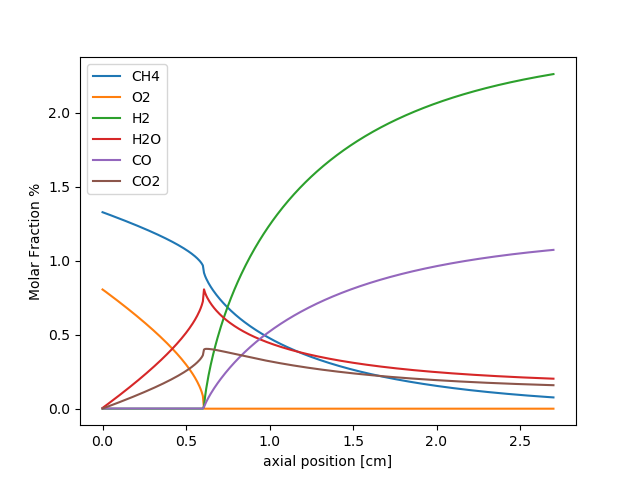 CH4
O2
H2
H2O
CO
CO2
Molar Fraction %
2.0
1.5
1.0
0.5
0.0
0.0 0.5 1.0 1.5 2.0 2.5
axial position [cm]